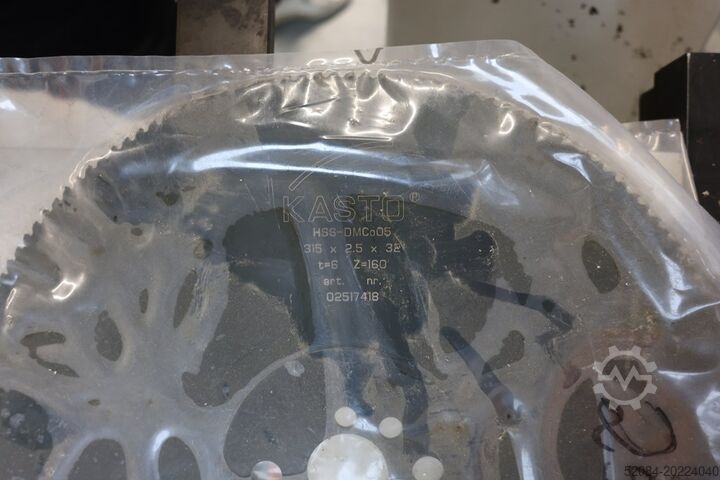 KASTO®
HSS-DMCo05
315 x 2.5 x 32
t=6 Z=160
art. nr.
02517418
52084-20224040